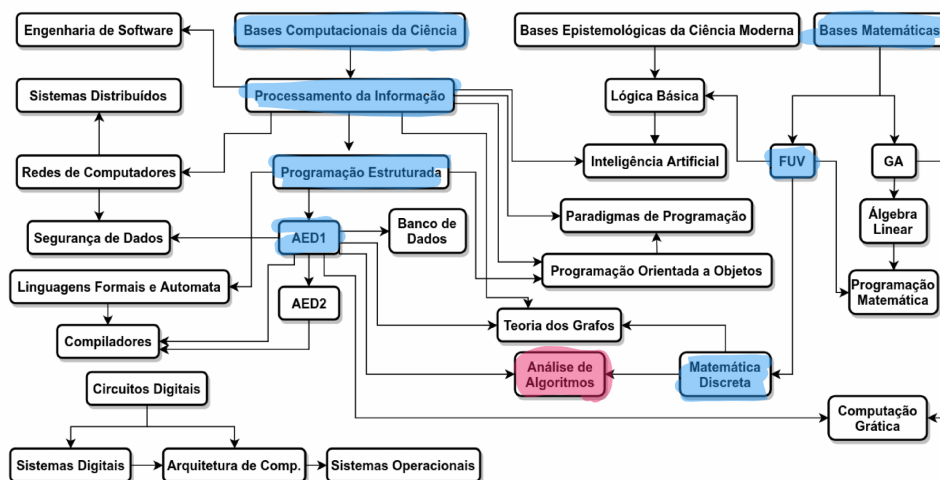 Engenharia de Software
Bases Computacionais da Ciência
Bases Epistemológicas da Ciência Moderna
Bases Matemáticas
Sistemas Distribuídos
Processamento da Informação
Lógica Básica
Redes de Computadores
Programação Estruturada
Inteligência Artificial
FUV
GA
Segurança de Dados
AED1
Banco de
Dados
Paradigmas de Programação
Álgebra
Linear
Linguagens Formais e Automata
AED2
Programação Orientada a Objetos
Programação
Matemática
Compiladores
Teoria dos Grafos
Análise de
Algoritmos
Matemática
Discreta
Circuitos Digitais
Computação
Grática
Sistemas Digitais
Arquitetura de Comp.
Sistemas Operacionais